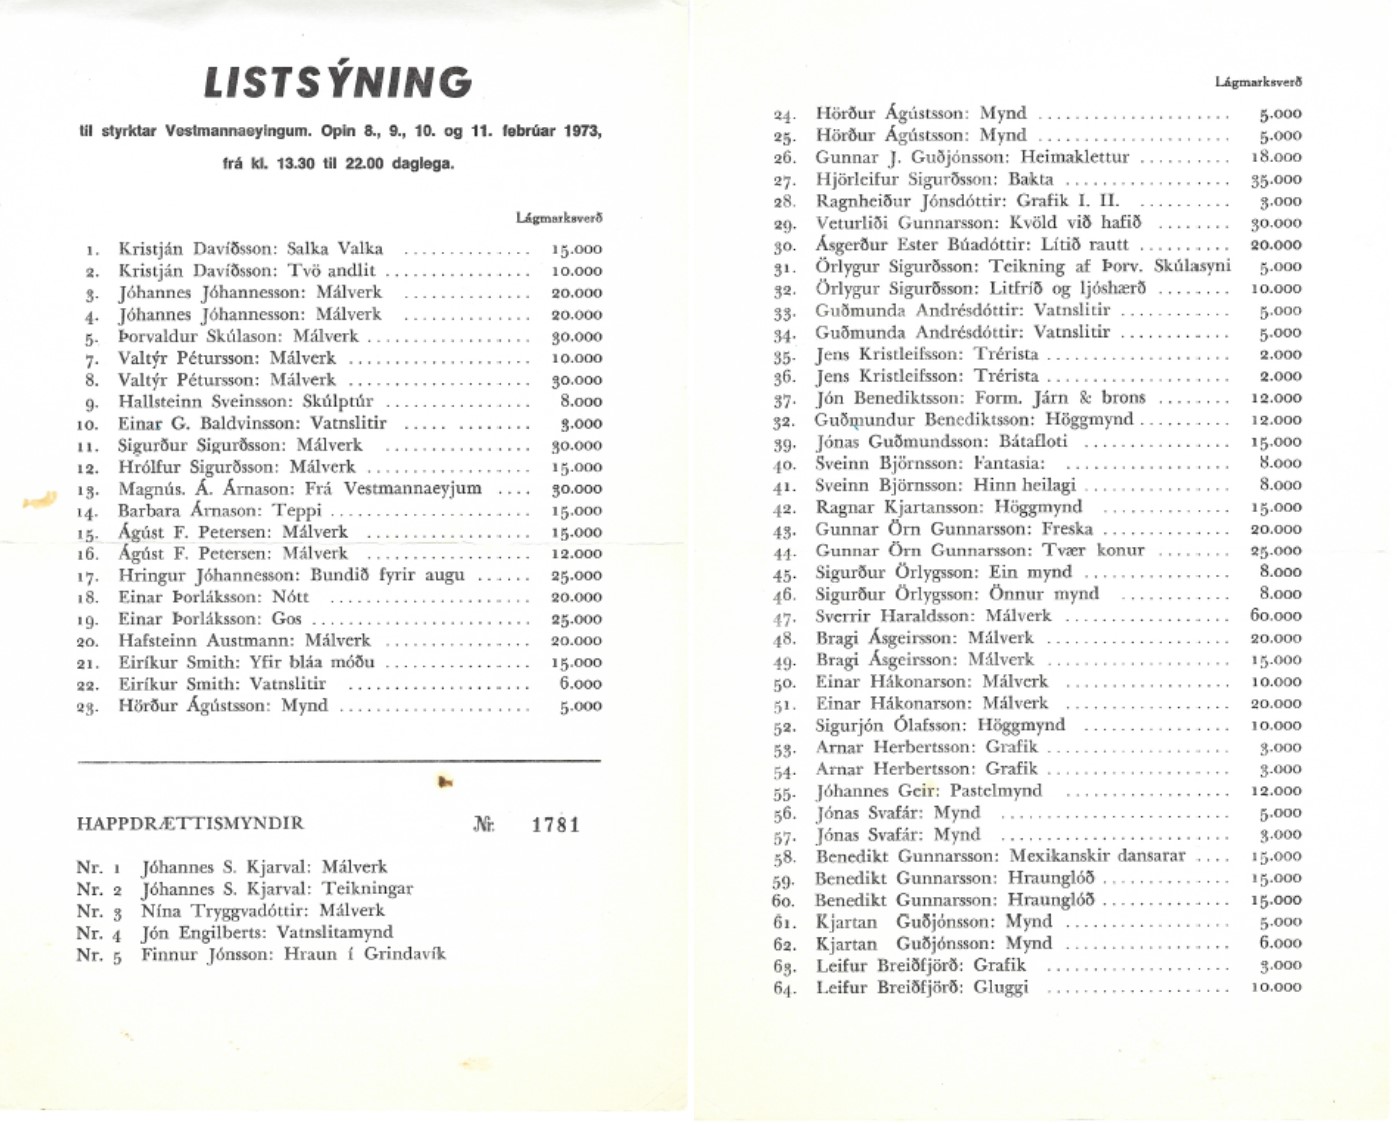 LISTSÝNING
til styrktar Vestmannaeyingum. Opin 8., 9., 10. og 11. febrúar 1973,
frá kl. 13.30 til 22.00 daglega.
Lágmarksverð
1. Kristján Davíðsson: Salka Valka .............. 15.000
2. Kristján Davíðsson: Tvö andlit ................ 10.000
3. Jóhannes Jóhannesson: Málverk .............. 20.000
4. Jóhannes Jóhannesson: Málverk .............. 20.000
5. Þorvaldur Skúlason: Málverk .................. 30.000
7. Valtýr Pétursson: Málverk .................... 10.000
8. Valtýr Pétursson: Málverk .................... 30.000
9. Hallsteinn Sveinsson: Skúlptúr ................ 8.000
10. Einar G. Baldvinsson: Vatnslitir ..... ......... 3.000
11. Sigurður Sigurðsson: Málverk ................ 30.000
12. Hrólfur Sigurðsson: Málverk .................. 15.000
13. Magnús. Á. Árnason: Frá Vestmannaeyjum .... 30.000
14. Barbara Árnason: Teppi ...................... 15.000
15. Ágúst F. Petersen: Málverk .................. 15.000
16. Ágúst F. Petersen: Málverk .................. 12.000
17. Hringur Jóhannesson: Bundið fyrir augu ...... 25.000
18. Einar Þorláksson: Nótt ...................... 20.000
19. Einar Þorláksson: Gos ........................ 25.000
20. Hafsteinn Austmann: Málverk ................ 20.000
21. Eiríkur Smith: Yfir bláa móðu ................ 15.000
22. Eiríkur Smith: Vatnslitir .................... 6.000
23. Hörður Ágústsson: Mynd ..................... 5.000
HAPPDRÆTTISMYNDIR Nr. 1781
Nr. 1 Jóhannes S. Kjarval: Málverk
Nr. 2 Jóhannes S. Kjarval: Teikningar
Nr. 3 Nína Tryggvadóttir: Málverk
Nr. 4 Jón Engilberts: Vatnslitamynd
Nr. 5 Finnur Jónsson: Hraun í Grindavík
Lágmarksverð
24. Hörður Ágústsson: Mynd ...................... 5.000
25. Hörður Ágústsson: Mynd ...................... 5.000
26. Gunnar J. Guðjónsson: Heimaklettur .......... 18.000
27. Hjörleifur Sigurðsson: Bakta .................. 35.000
28. Ragnheiður Jónsdóttir: Grafik I. II. .......... 3.000
29. Veturliði Gunnarsson: Kvöld við hafið ........ 30.000
30. Ásgerður Ester Búadóttir: Lítið rautt .......... 20.000
31. Örlygur Sigurðsson: Teikning af Þorv. Skúlasyni 5.000
32. Örlygur Sigurðsson: Litfríð og ljóshærð ........ 10.000
33. Guðmunda Andrésdóttir: Vatnslitir ............ 5.000
34. Guðmunda Andrésdóttir: Vatnslitir ............ 5.000
35. Jens Kristleifsson: Trérista .................... 2.000
36. Jens Kristleifsson: Trérista .................... 2.000
37. Jón Benediktsson: Form. Járn & brons ........ 12.000
32. Guðmundur Benediktsson: Höggmynd .......... 12.000
39. Jónas Guðmundsson: Bátafloti ................ 15.000
40. Sveinn Björnsson: Fantasia: .................. 8.000
41. Sveinn Björnsson: Hinn heilagi ................ 8.000
42. Ragnar Kjartansson: Höggmynd .............. 15.000
43. Gunnar Örn Gunnarsson: Freska .............. 20.000
44. Gunnar Örn Gunnarsson: Tvær konur ........ 25.000
45. Sigurður Örlygsson: Ein mynd ................ 8.000
46. Sigurður Örlygsson: Önnur mynd ............ 8.000
47. Sverrir Haraldsson: Málverk .................. 60.000
48. Bragi Ásgeirsson: Málverk .................... 20.000
49. Bragi Ásgeirsson: Málverk .................... 15.000
50. Einar Hákonarson: Málverk .................. 10.000
51. Einar Hákonarson: Málverk .................. 20.000
52. Sigurjón Ólafsson: Höggmynd ................ 10.000
53. Arnar Herbertsson: Grafik .................... 3.000
54. Arnar Herbertsson: Grafik .................... 3.000
55. Jóhannes Geir: Pastelmynd .................. 12.000
56. Jónas Svafár: Mynd ......................... 5.000
57. Jónas Svafár: Mynd ......................... 3.000
58. Benedikt Gunnarsson: Mexikanskir dansarar .... 15.000
59. Benedikt Gunnarsson: Hraunglóð .............. 15.000
60. Benedikt Gunnarsson: Hraunglóð .............. 15.000
61. Kjartan Guðjónsson: Mynd .................. 5.000
62. Kjartan Guðjónsson: Mynd .................. 6.000
63. Leifur Breiðfjörð: Grafik .................... 3.000
64. Leifur Breiðfjörð: Gluggi .................... 10.000